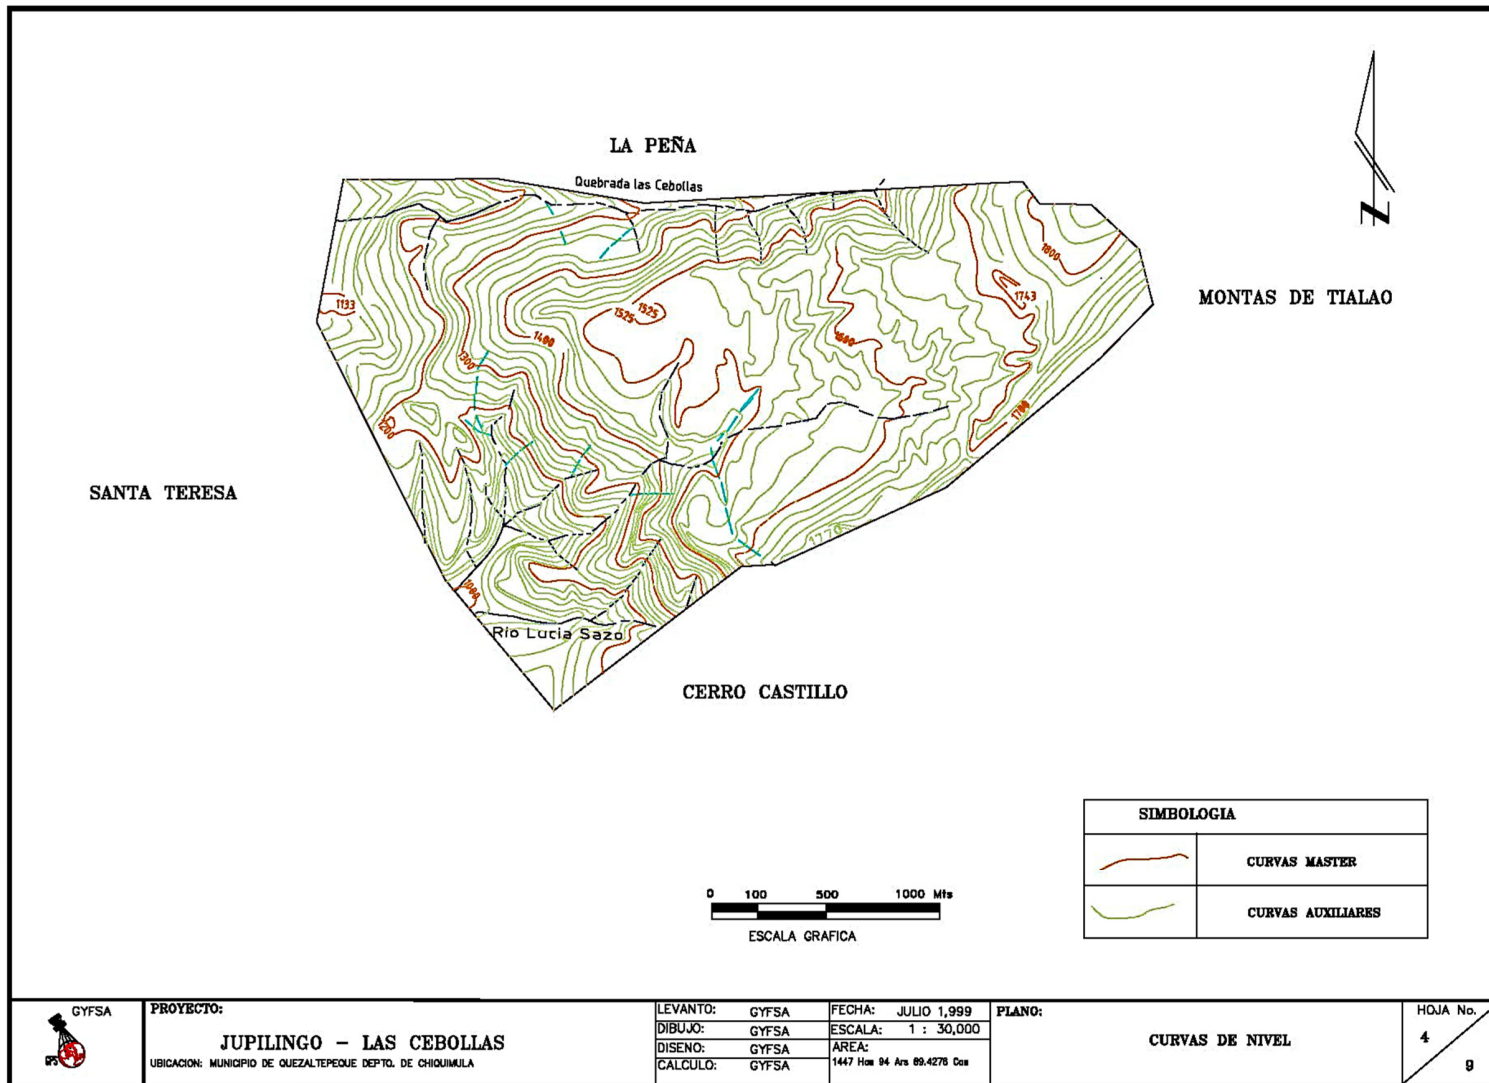 LA PEÑA
Quebrada las Cebollas
N
1800
1743
MONTAS DE TIALAO
1133
1525
1525
1400
1600
1300
1200
1700
SANTA TERESA
1770
1000
Rio Lucia Sazo
CERRO CASTILLO
SIMBOLOGIA
CURVAS MASTER
CURVAS AUXILIARES
0 100 500 1000 Mts
ESCALA GRAFICA
GYFSA
GPS
PROYECTO:
JUPILINGO - LAS CEBOLLAS
UBICACION: MUNICIPIO DE QUEZALTEPEQUE DEPTO. DE CHIQUIMULA
LEVANTO: GYFSA
DIBUJO: GYFSA
DISENO: GYFSA
CALCULO: GYFSA
FECHA: JULIO 1,999
ESCALA: 1 : 30,000
AREA:
1447 Has 94 Ars 89.4276 Cas
PLANO:
CURVAS DE NIVEL
HOJA No.
4
9